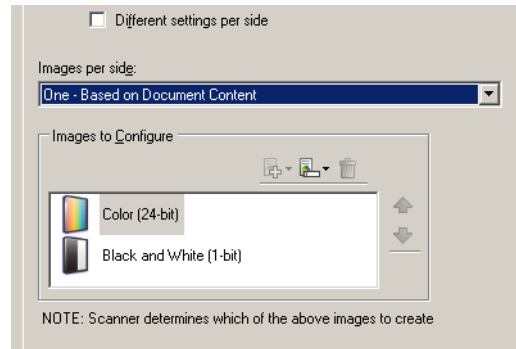 Different settings per side
Images per side:
One - Based on Document Content
Images to Configure
Color (24-bit)
Black and White (1-bit)
NOTE: Scanner determines which of the above images to create